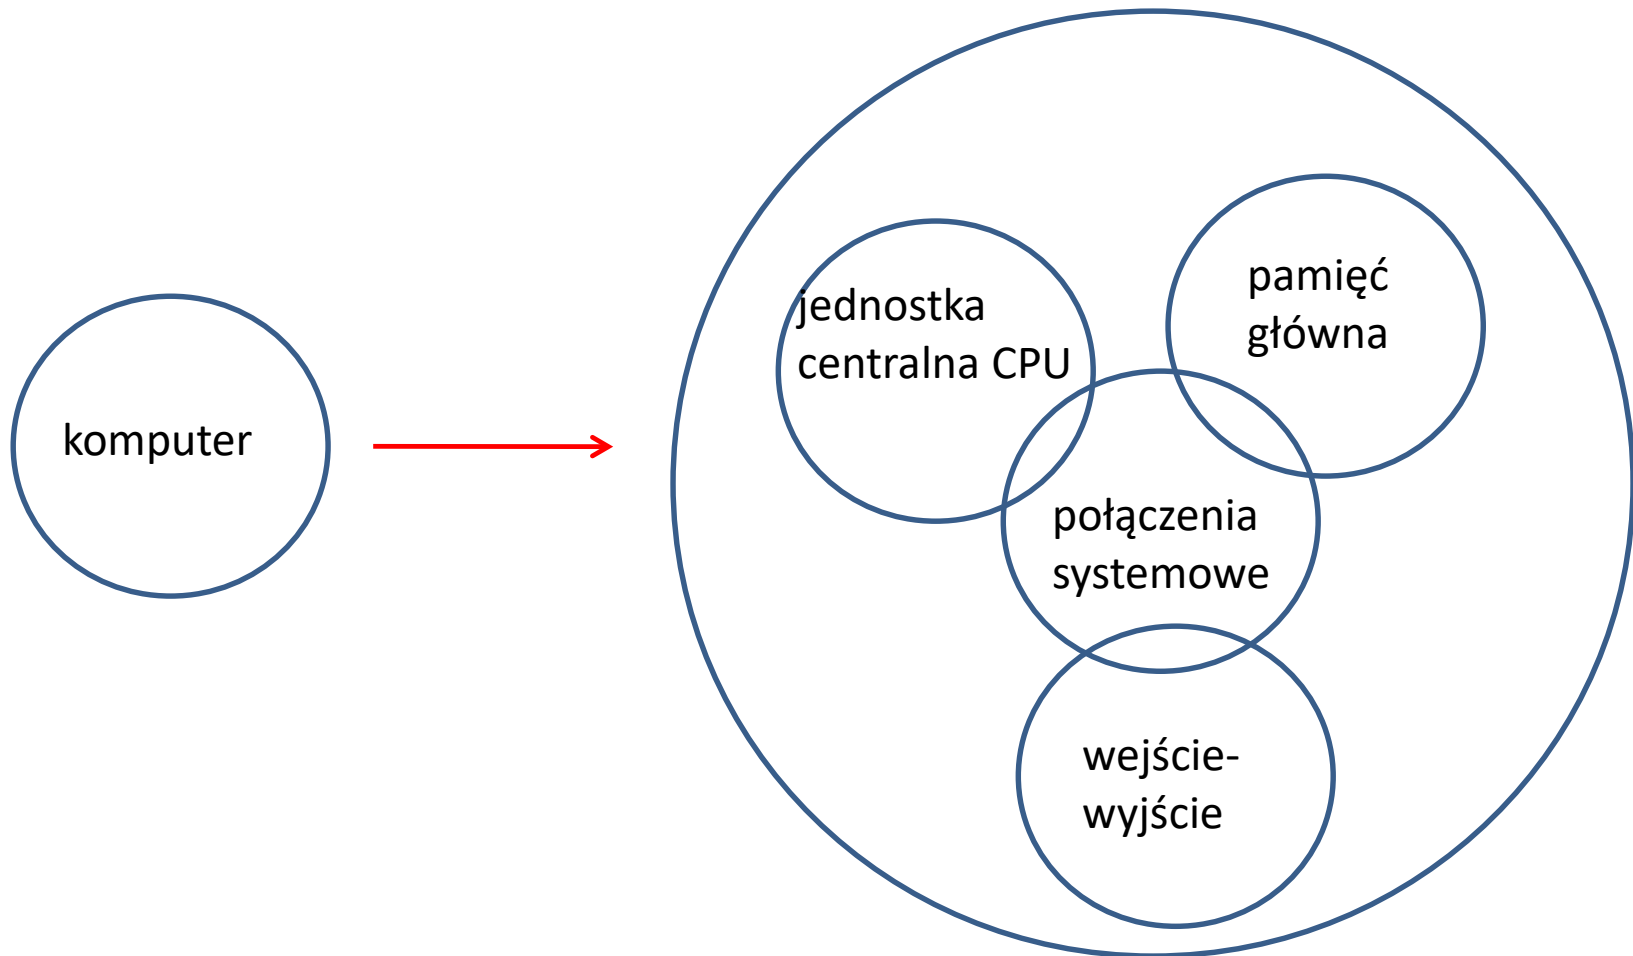 komputer
jednostka
centralna CPU
pamięć
główna
połączenia
systemowe
wejście-
wyjście